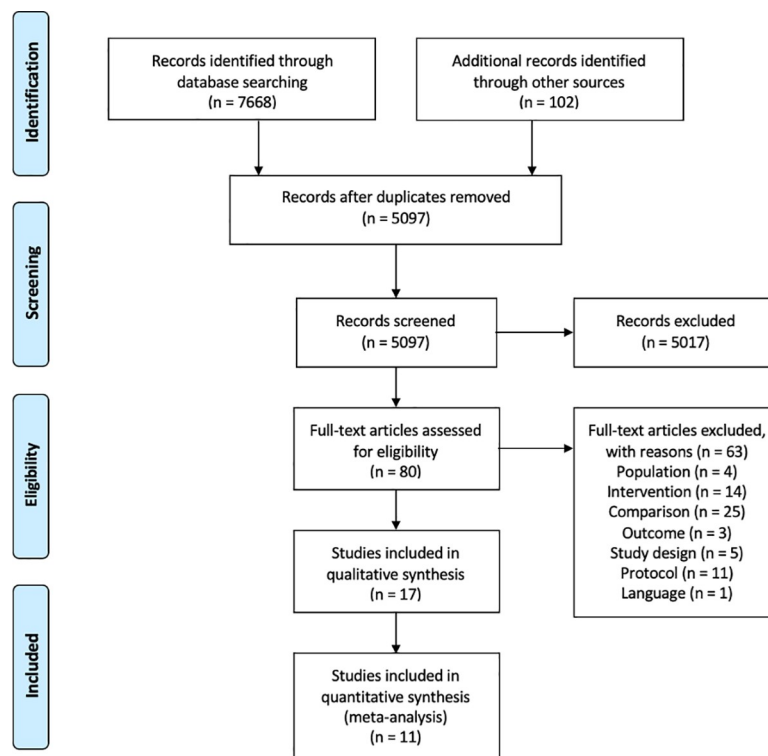 Identification
Records identified through
database searching
(n = 7668)
Additional records identified
through other sources
(n = 102)
Records after duplicates removed
(n = 5097)
Screening
Records screened
(n = 5097)
Records excluded
(n = 5017)
Eligibility
Full-text articles assessed
for eligibility
(n = 80)
Full-text articles excluded,
with reasons (n = 63)
Population (n = 4)
Intervention (n = 14)
Comparison (n = 25)
Outcome (n = 3)
Study design (n = 5)
Protocol (n = 11)
Language (n = 1)
Studies included in
qualitative synthesis
(n = 17)
Included
Studies included in
quantitative synthesis
(meta-analysis)
(n = 11)